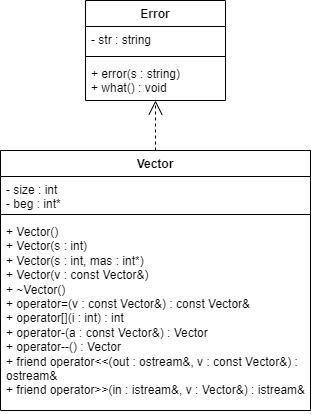 Error
- str : string
+ error(s : string)
+ what() : void
Vector
- size : int
- beg : int*
+ Vector()
+ Vector(s : int)
+ Vector(s : int, mas : int*)
+ Vector(v : const Vector&)
+ ~Vector()
+ operator=(v : const Vector&) : const Vector&
+ operator[](i : int) : int
+ operator-(a : const Vector&) : Vector
+ operator--() : Vector
+ friend operator<<(out : ostream&, v : const Vector&) :
ostream&
+ friend operator>>(in : istream&, v : Vector&) : istream&